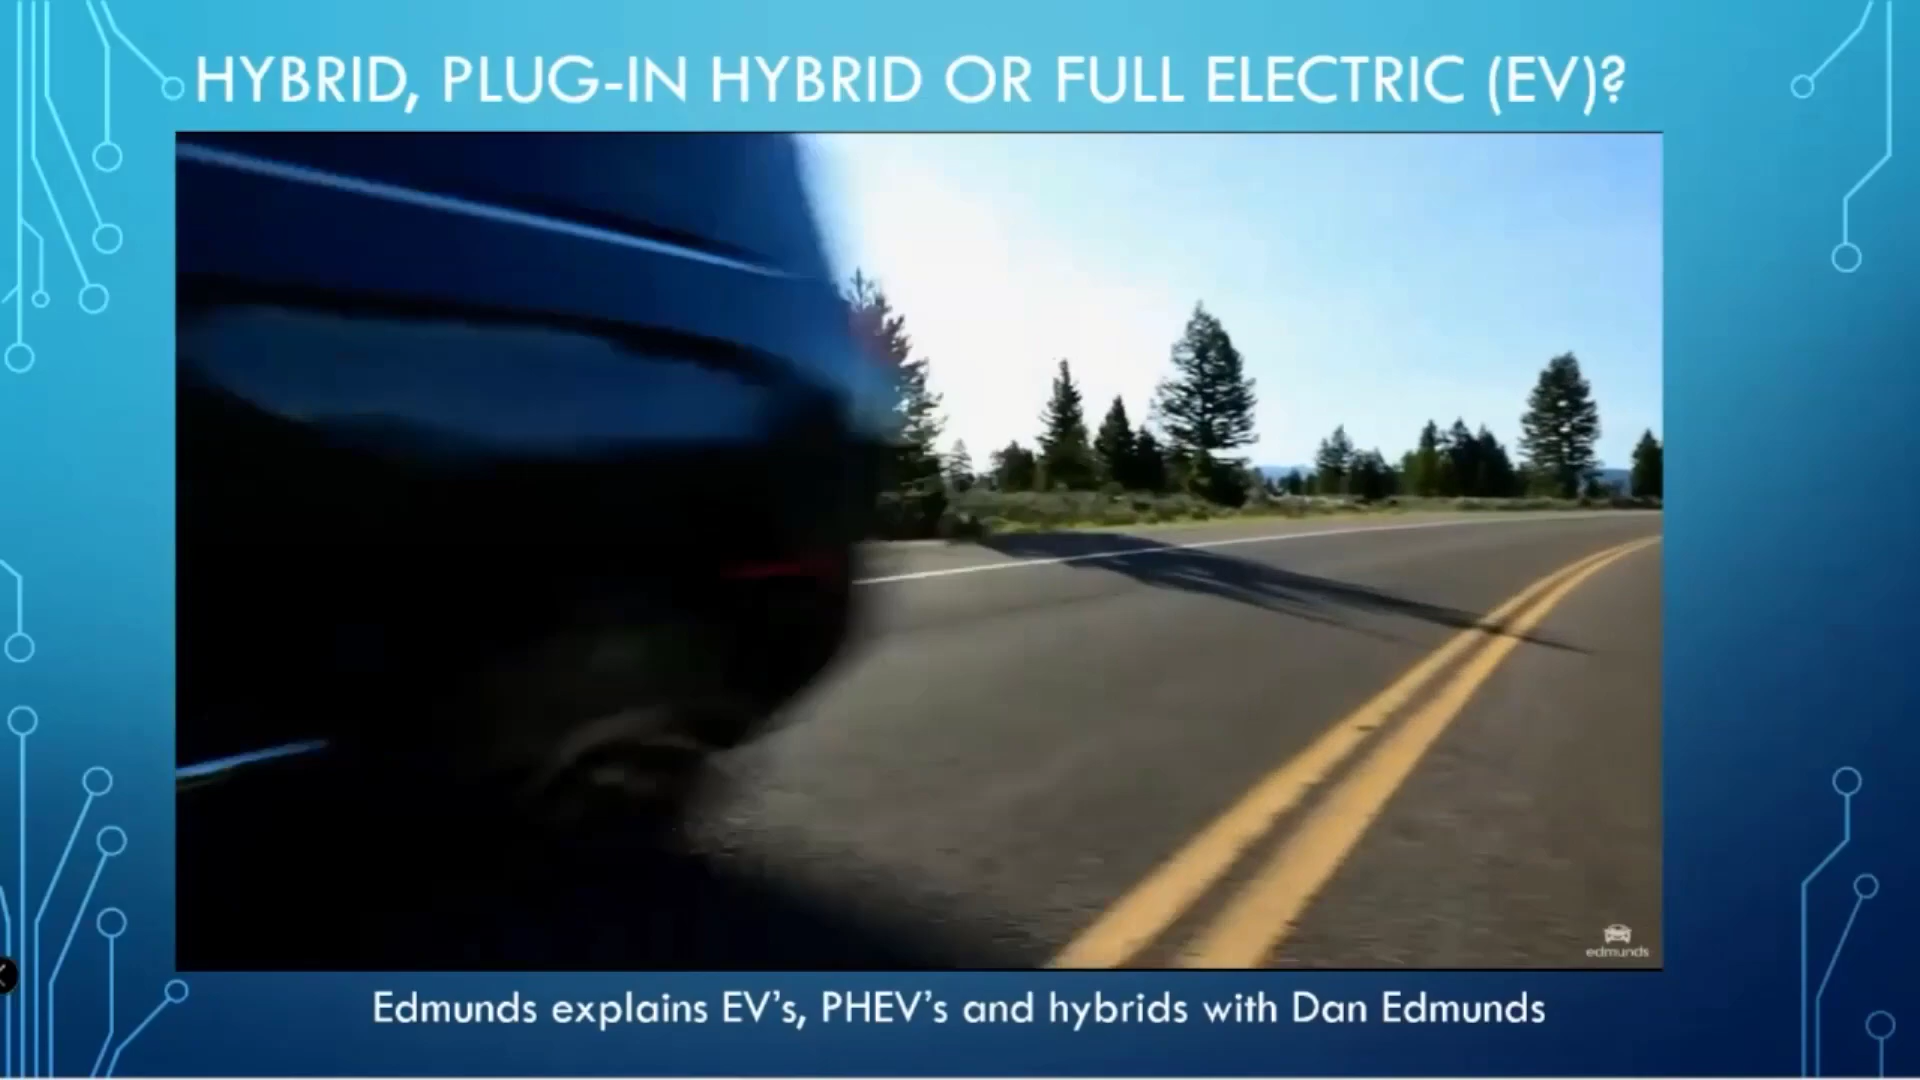 HYBRID, PLUG-IN HYBRID OR FULL ELECTRIC (EV)?
edmunds
Edmunds explains EV’s, PHEV’s and hybrids with Dan Edmunds